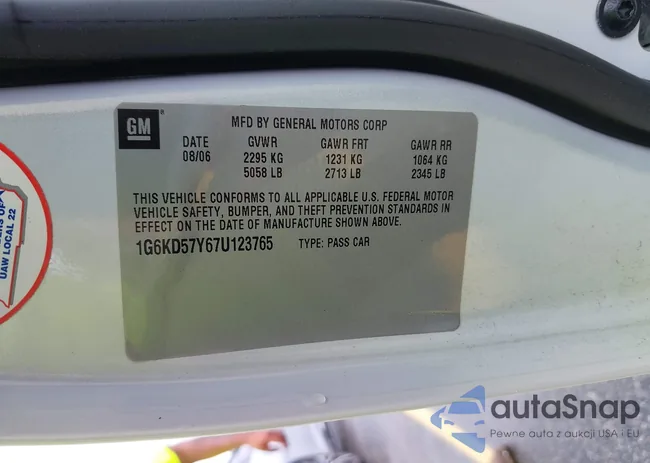 GM
MFD BY GENERAL MOTORS CORP
DATE GVWR GAWR FRT GAWR RR
08/06 2295 KG 1231 KG 1064 KG
5058 LB 2713 LB 2345 LB
THIS VEHICLE CONFORMS TO ALL APPLICABLE U.S. FEDERAL MOTOR
VEHICLE SAFETY, BUMPER, AND THEFT PREVENTION STANDARDS IN
EFFECT ON THE DATE OF MANUFACTURE SHOWN ABOVE.
1G6KD57Y67U123765 TYPE: PASS CAR
UAW LOCAL 22
autaSnap
Pewne auta z aukcji USA i EU